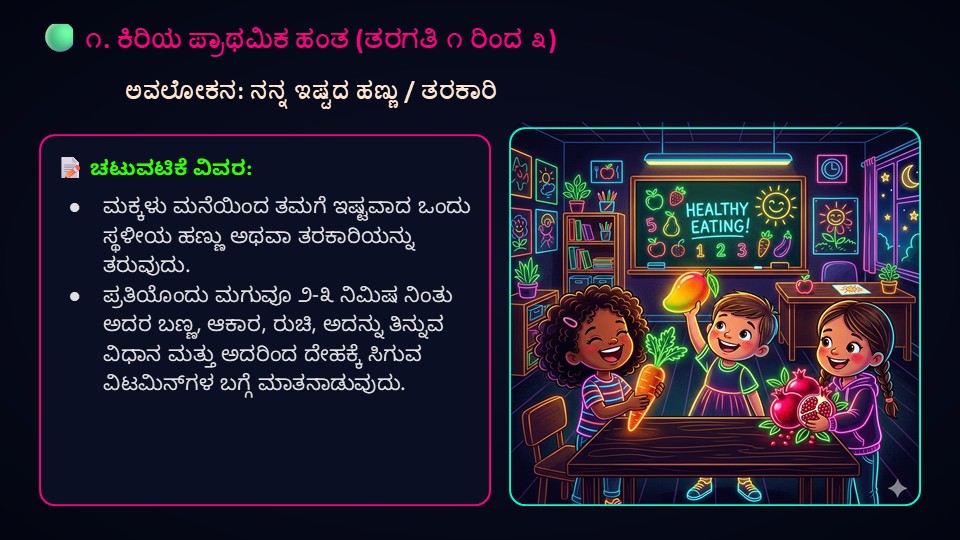 ೧. ಕಿರಿಯ ಪ್ರಾಥಮಿಕ ಹಂತ (ತರಗತಿ ೧ ರಿಂದ ೩)
ಅವಲೋಕನ: ನನ್ನ ಇಷ್ಟದ ಹಣ್ಣು / ತರಕಾರಿ
ಚಟುವಟಿಕೆ ವಿವರ:
● ಮಕ್ಕಳು ಮನೆಯಿಂದ ತಮಗೆ ಇಷ್ಟವಾದ ಒಂದು
ಸ್ಥಳೀಯ ಹಣ್ಣು ಅಥವಾ ತರಕಾರಿಯನ್ನು
ತರುವುದು.
● ಪ್ರತಿಯೊಂದು ಮಗುವೂ ೨-೩ ನಿಮಿಷ ನಿಂತು
ಅದರ ಬಣ್ಣ, ಆಕಾರ, ರುಚಿ, ಅದನ್ನು ತಿನ್ನುವ
ವಿಧಾನ ಮತ್ತು ಅದರಿಂದ ದೇಹಕ್ಕೆ ಸಿಗುವ
ವಿಟಮಿನ್‌ಗಳ ಬಗ್ಗೆ ಮಾತನಾಡುವುದು.
HEALTHY
EATING!
5
1 2 3